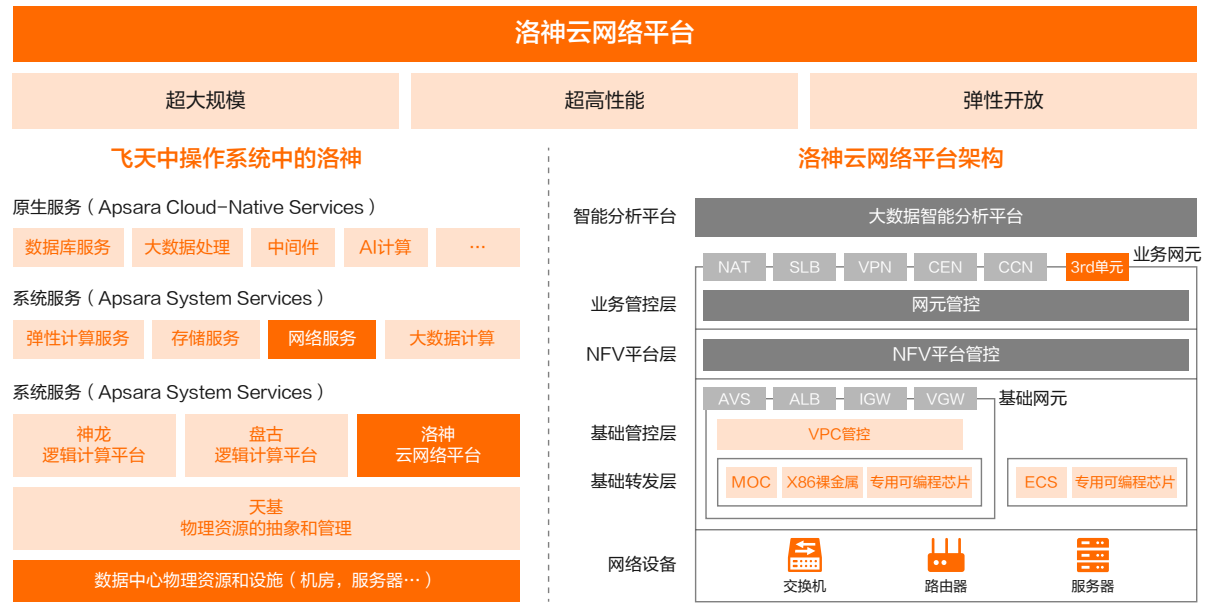 洛神云网络平台
超大规模
超高性能
弹性开放
飞天中操作系统中的洛神
原生服务（Apsara Cloud-Native Services）
数据库服务
大数据处理
中间件
AI计算
…
系统服务（Apsara System Services）
弹性计算服务
存储服务
网络服务
大数据计算
系统服务（Apsara System Services）
神龙
逻辑计算平台
盘古
逻辑计算平台
洛神
云网络平台
天基
物理资源的抽象和管理
数据中心物理资源和设施（机房，服务器…）
洛神云网络平台架构
智能分析平台
大数据智能分析平台
NAT
SLB
VPN
CEN
CCN
3rd单元
业务网元
业务管控层
网元管控
NFV平台层
NFV平台管控
AVS
ALB
IGW
VGW
基础网元
基础管控层
VPC管控
基础转发层
MOC
X86裸金属
专用可编程芯片
ECS
专用可编程芯片
网络设备
交换机
路由器
服务器